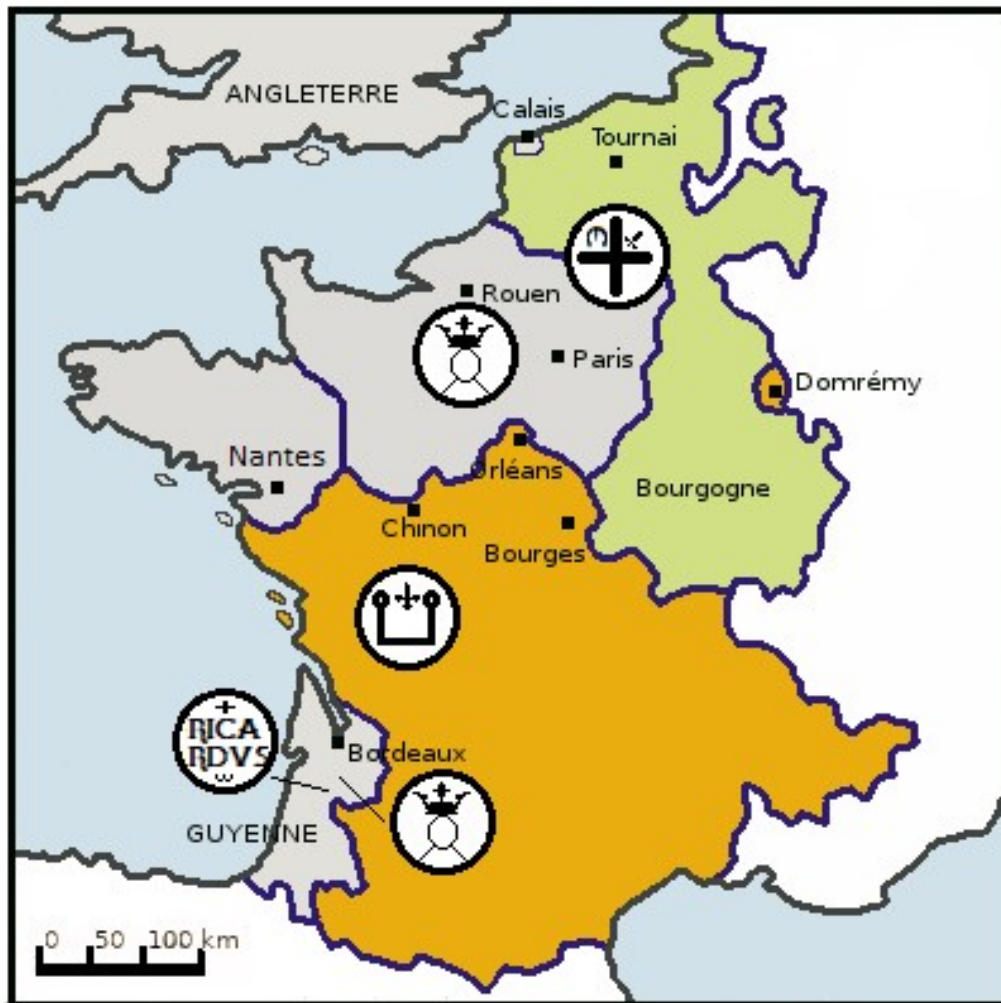 ANGLETERRE
Calais
Tournai
Rouen
Paris
Domrémy
Nantes
Orléans
Bourgogne
Chinon
Bourges
RICA
RDVS
Bordeaux
GUYENNE
0 50 100 km